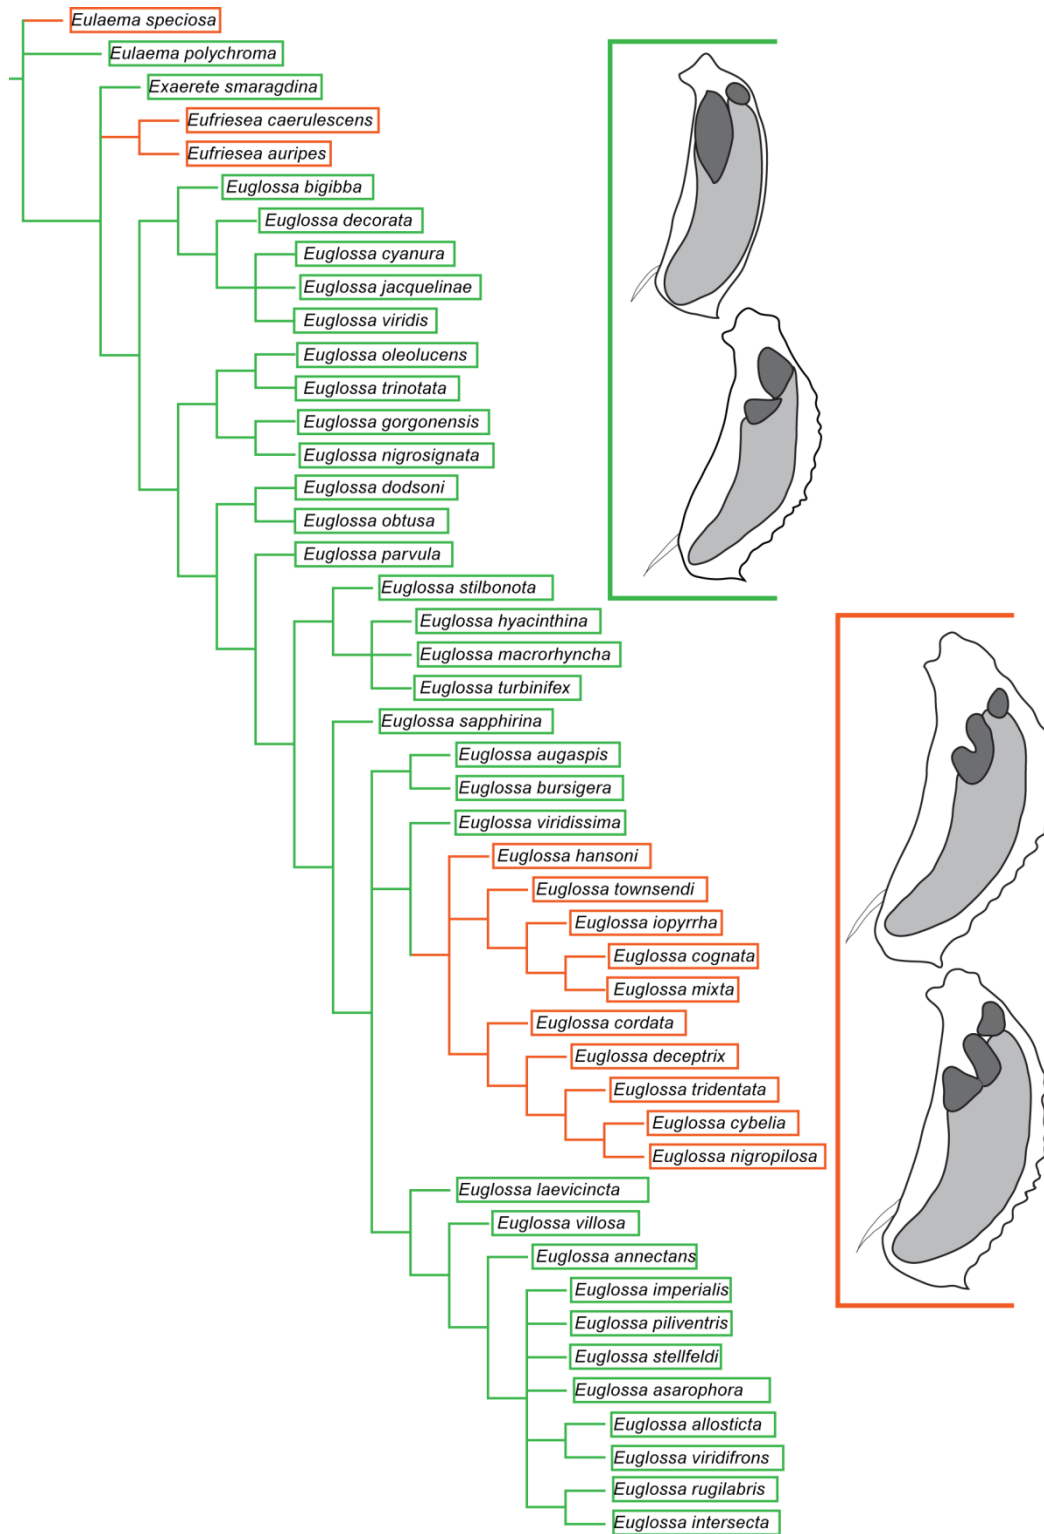 Eulaema speciosa
Eulaema polychroma
Exaerete smaragdina
Eufriesea caerulescens
Eufriesea auripes
Euglossa bigibba
Euglossa decorata
Euglossa cyanura
Euglossa jacquelinae
Euglossa viridis
Euglossa oleolucens
Euglossa trinotata
Euglossa gorgonensis
Euglossa nigrosignata
Euglossa dodsoni
Euglossa obtusa
Euglossa parvula
Euglossa stilbonota
Euglossa hyacinthina
Euglossa macrorhyncha
Euglossa turbinifex
Euglossa sapphirina
Euglossa augaspis
Euglossa bursigera
Euglossa viridissima
Euglossa hansoni
Euglossa townsendi
Euglossa iopyrrha
Euglossa cognata
Euglossa mixta
Euglossa cordata
Euglossa deceptrix
Euglossa tridentata
Euglossa cybelia
Euglossa nigropilosa
Euglossa laevicincta
Euglossa villosa
Euglossa annectans
Euglossa imperialis
Euglossa piliventris
Euglossa stellfeldi
Euglossa asarophora
Euglossa allosticta
Euglossa viridifrons
Euglossa rugilabris
Euglossa intersecta